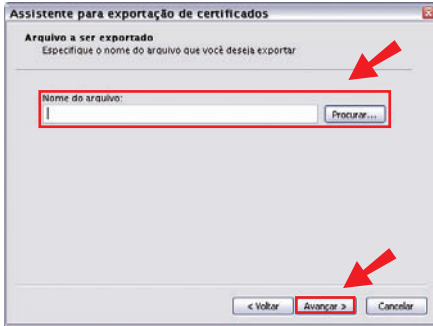 Assistente para exportação de certificados
Arquivo a ser exportado
Especifique o nome do arquivo que você deseja exportar
Nome do arquivo:
Procurar...
< Voltar Avançar > Cancelar